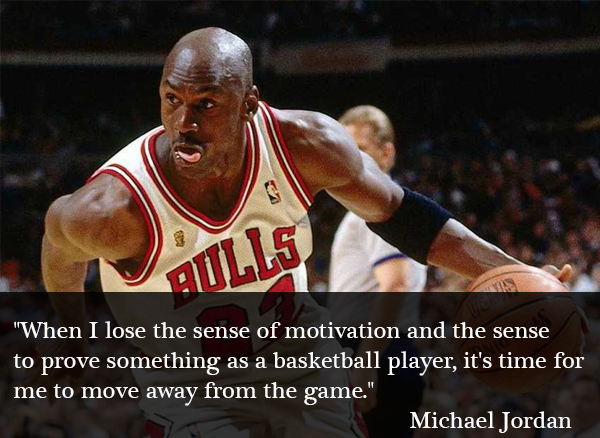 BULLS
"When I lose the sense of motivation and the sense
to prove something as a basketball player, it's time for
me to move away from the game."
Michael Jordan